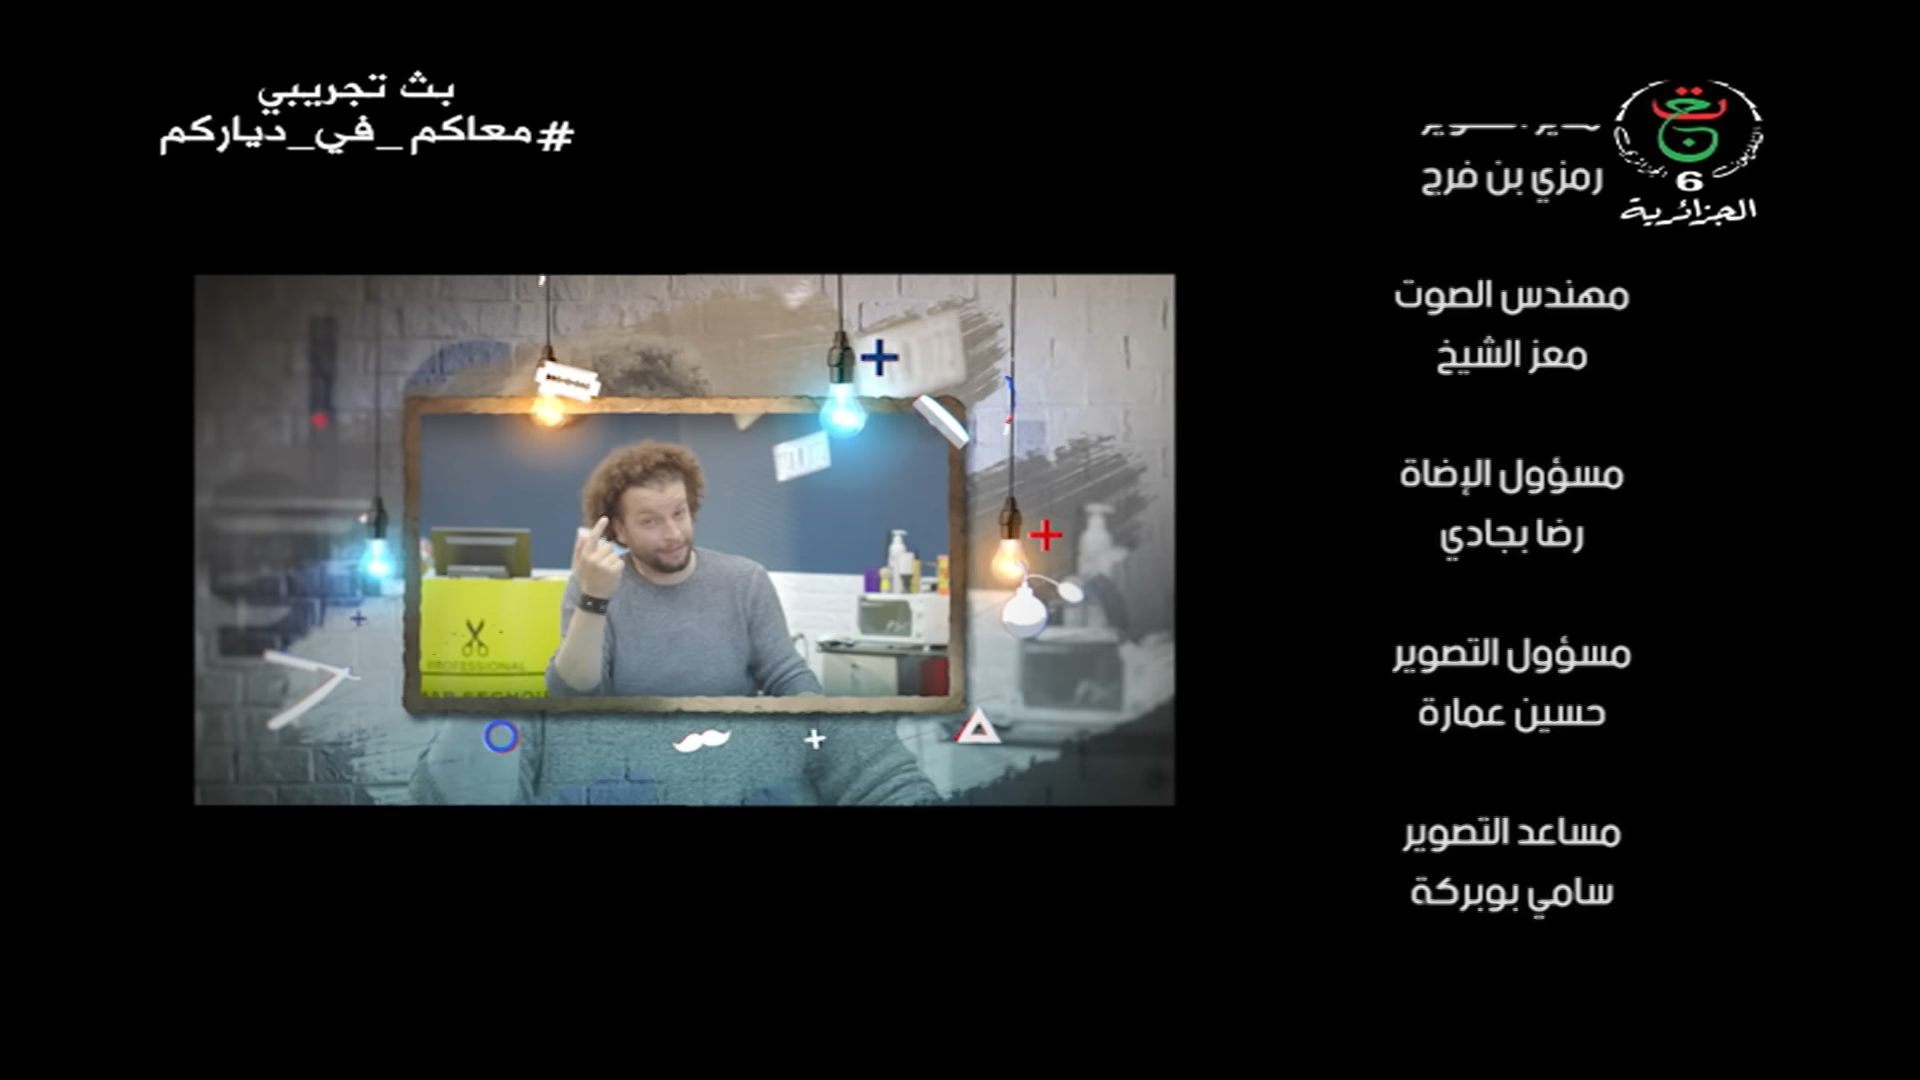 بث تجريبي
#معاكم_في_دياركم
6
الجزائرية
رمزي بن فرج
مهندس الصوت
معز الشيخ
مسؤول الإضاة
رضا بجادي
مسؤول التصوير
حسين عمارة
مساعد التصوير
سامي بوبركة
PROFESSIONAL